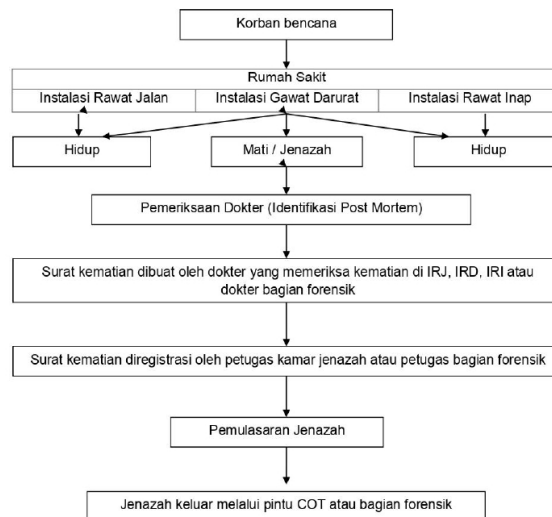 Korban bencana
Rumah Sakit
Instalasi Rawat Jalan
Instalasi Gawat Darurat
Instalasi Rawat Inap
Hidup
Mati / Jenazah
Hidup
Pemeriksaan Dokter (Identifikasi Post Mortem)
Surat kematian dibuat oleh dokter yang memeriksa kematian di IRJ, IRD, IRI atau
dokter bagian forensik
Surat kematian diregistrasi oleh petugas kamar jenazah atau petugas bagian forensik
Pemulasaran Jenazah
Jenazah keluar melalui pintu COT atau bagian forensik